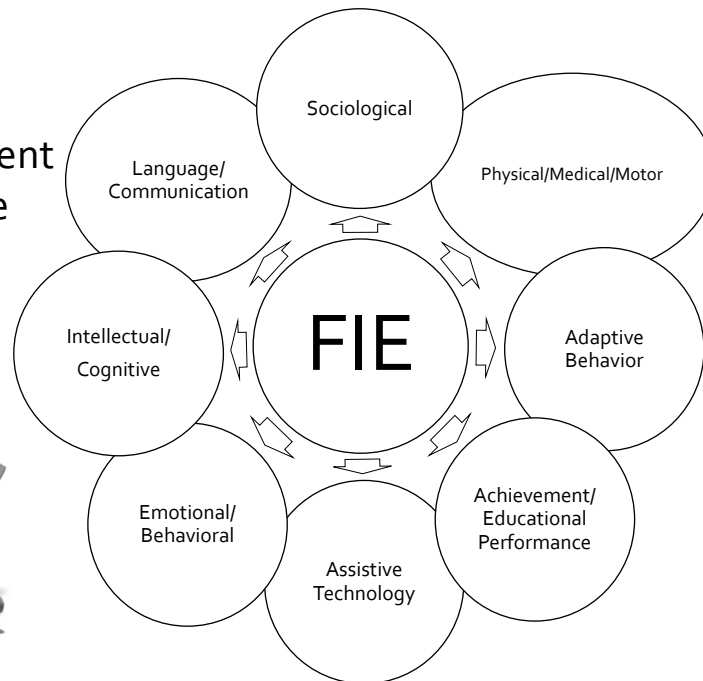 Sociological
Language/
Communication
Physical/Medical/Motor
FIE
Intellectual/
Cognitive
Adaptive
Behavior
Emotional/
Behavioral
Achievement/
Educational
Performance
Assistive
Technology